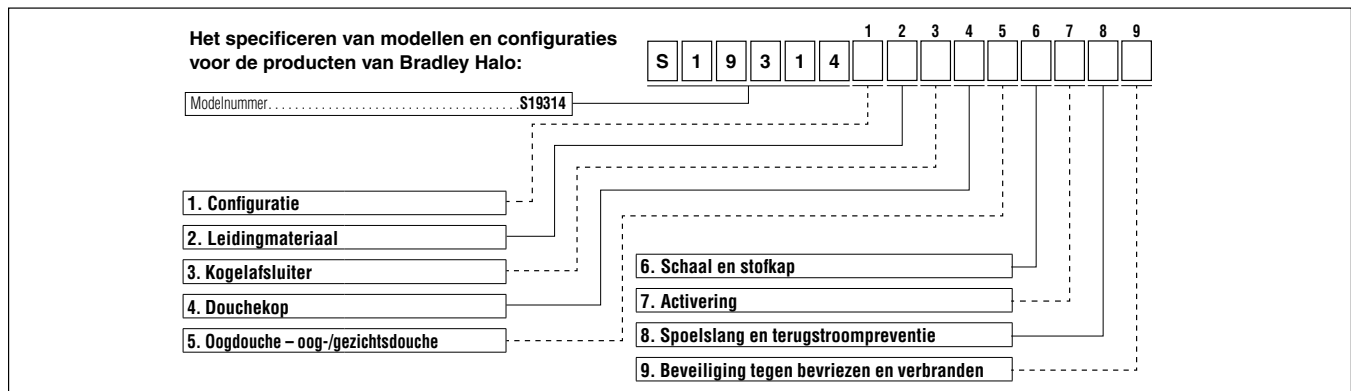 Het specificeren van modellen en configuraties
voor de producten van Bradley Halo:
1 2 3 4 5 6 7 8 9
S 1 9 3 1 4
Modelnummer. . . . . . . . . . . . . . . . . . . . . . . . . . . . . . . . . . . . . . .S19314
1. Configuratie
2. Leidingmateriaal
3. Kogelafsluiter
4. Douchekop
5. Oogdouche – oog-/gezichtsdouche
6. Schaal en stofkap
7. Activering
8. Spoelslang en terugstroompreventie
9. Beveiliging tegen bevriezen en verbranden